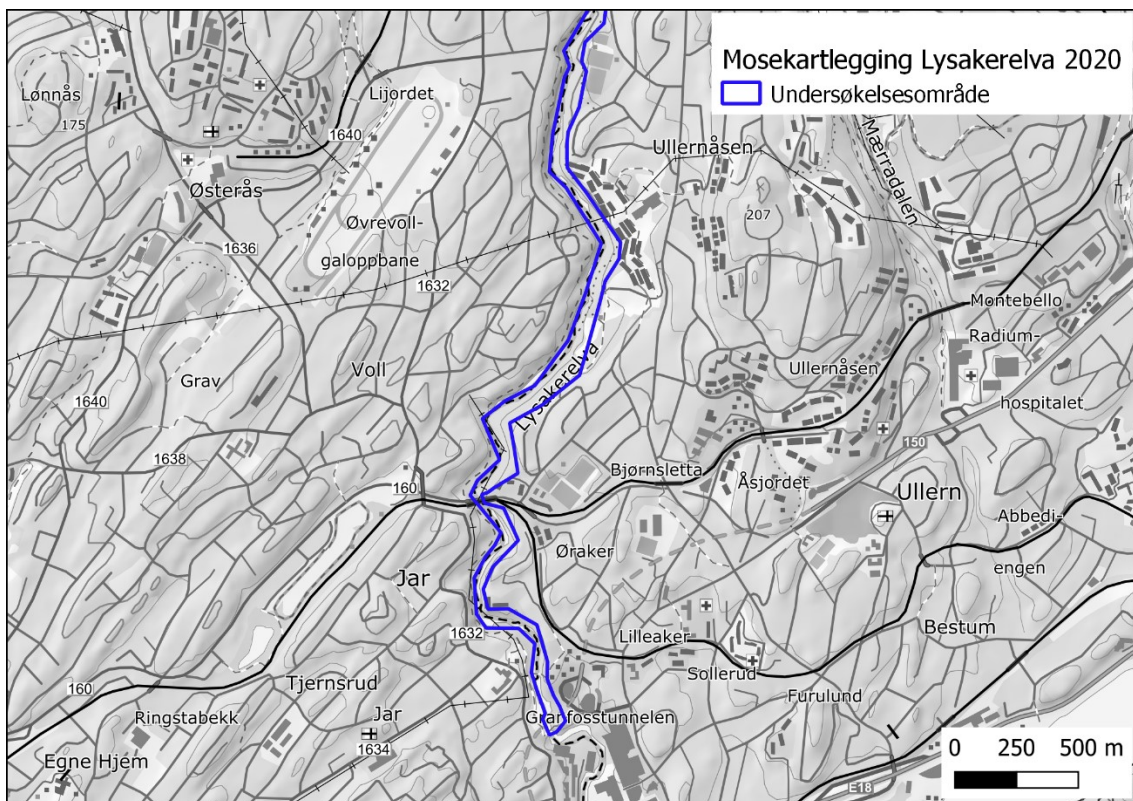 Mosekartlegging Lysakerelva 2020
Undersøkelsesområde
Lønnås
175
Lijordet
1640
Ullernåsen
Mærradalen
Østerås
Øvrevoll-
galoppbane
207
1636
1632
Montebello
Radium-
hospitalet
Lysakerelva
Voll
Grav
Ullernåsen
1640
1638
150
Bjørnsletta
160
Åsjordet
Ullern
Abbedi-
engen
Øraker
Jar
1632
Lilleaker
Bestum
Sollerud
160
Tjernsrud
Furulund
Ringstabekk
Jar
Granfosstunnelen
1634
Egne Hjem
0 250 500 m
E18